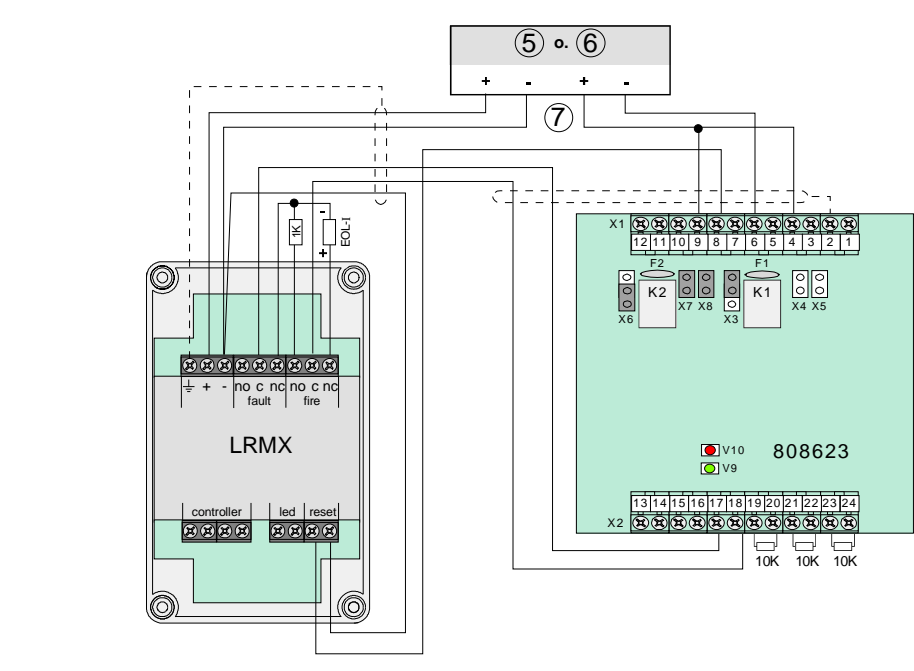 5 o. 6
+ - + -
7
X1
12 11 10 9 8 7 6 5 4 3 2 1
F2 F1
K2 K1
X6 X7 X8 X3 X4 X5
1K
-
EOL-I
+
+ - no c nc no c nc
fault fire
LRMX
controller led reset
V10
V9
808623
13 14 15 16 17 18 19 20 21 22 23 24
X2
10K 10K 10K